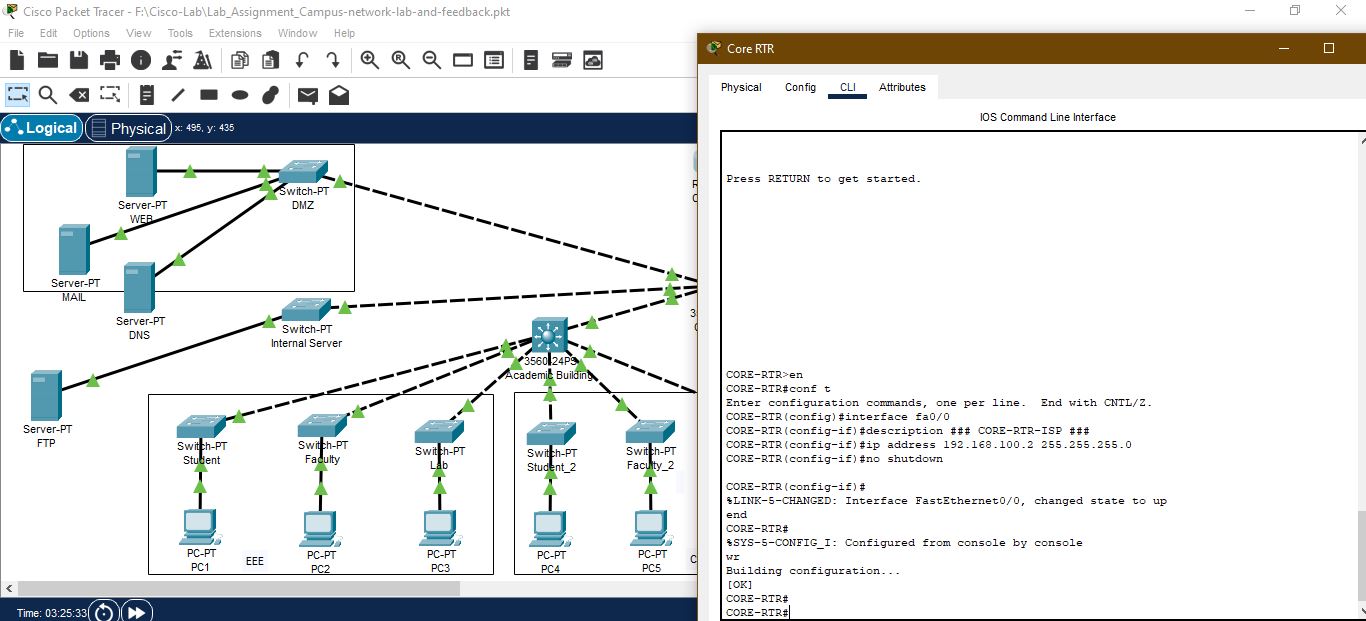 Cisco Packet Tracer - F:\Cisco-Lab\Lab_Assignment_Campus-network-lab-and-feedback.pkt
File Edit Options View Tools Extensions Window Help
Logical Physical x: 495, y: 435
Server-PT
WEB
Switch-PT
DMZ
Server-PT
MAIL
Server-PT
DNS
Switch-PT
Internal Server
3560-24PS
Academic Building
Server-PT
FTP
Switch-PT
Student
Switch-PT
Faculty
Switch-PT
Lab
Switch-PT
Student_2
Switch-PT
Faculty_2
PC-PT
PC1
EEE
PC-PT
PC2
PC-PT
PC3
PC-PT
PC4
PC-PT
PC5
Time: 03:25:33
Core RTR
Physical Config CLI Attributes
IOS Command Line Interface
Press RETURN to get started.
CORE-RTR>en
CORE-RTR#conf t
Enter configuration commands, one per line.  End with CNTL/Z.
CORE-RTR(config)#interface fa0/0
CORE-RTR(config-if)#description ### CORE-RTR-ISP ###
CORE-RTR(config-if)#ip address 192.168.100.2 255.255.255.0
CORE-RTR(config-if)#no shutdown
CORE-RTR(config-if)#
%LINK-5-CHANGED: Interface FastEthernet0/0, changed state to up
end
CORE-RTR#
%SYS-5-CONFIG_I: Configured from console by console
wr
Building configuration...
[OK]
CORE-RTR#
CORE-RTR#